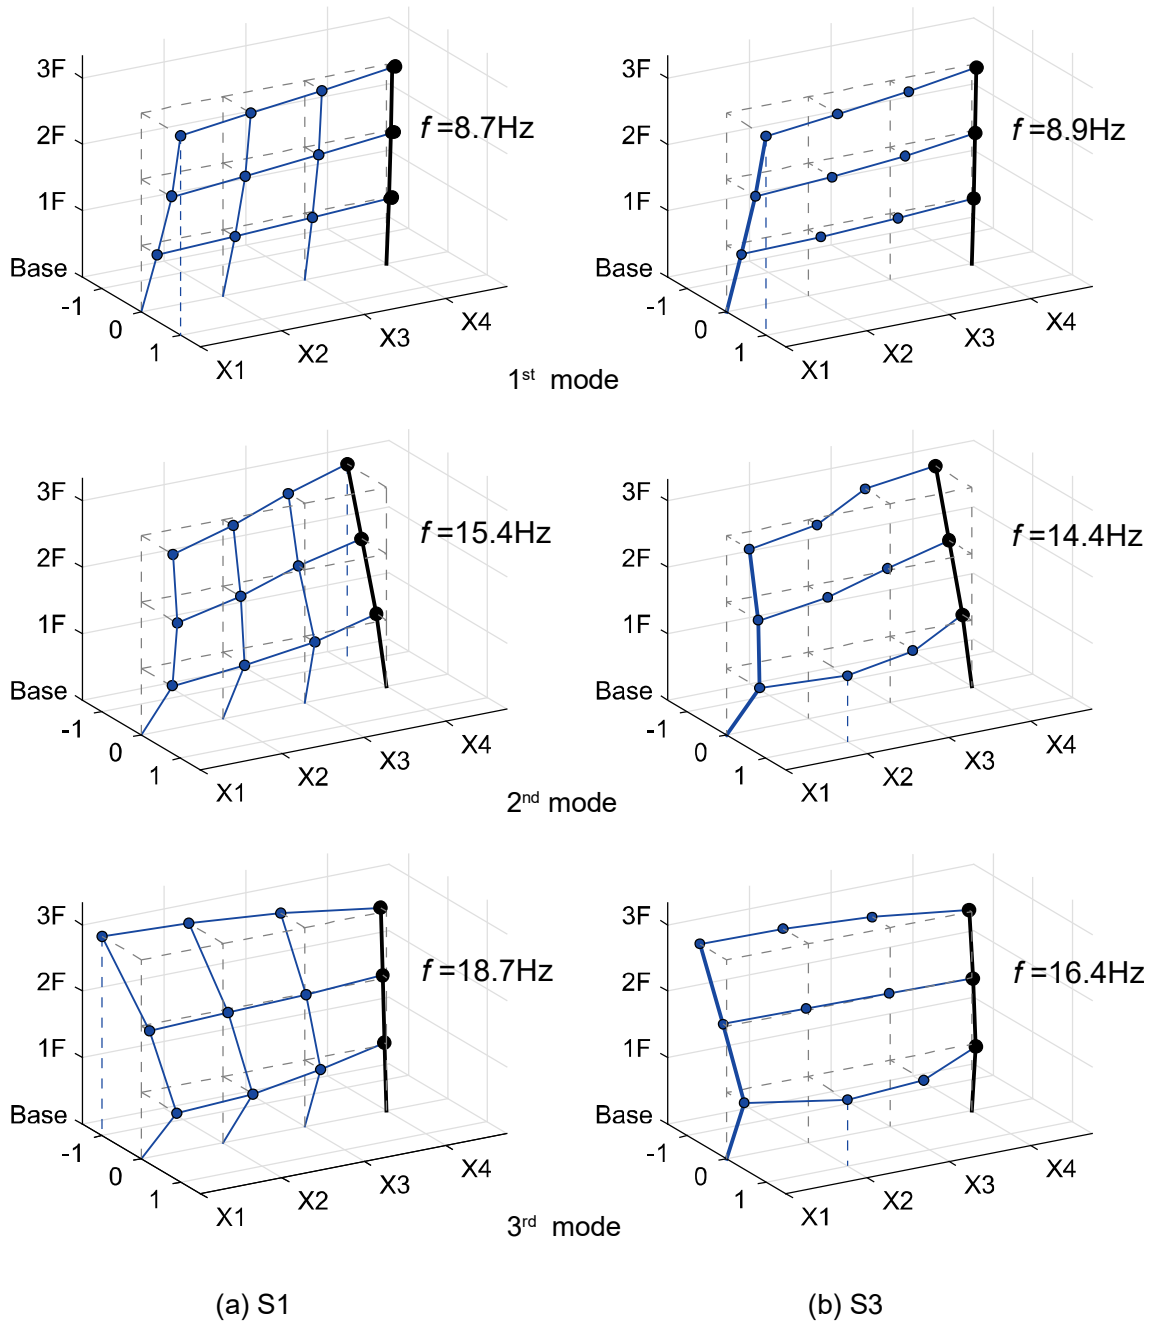 3F
2F
1F
Base
-1
0
1
X1
X2
X3
X4
f=8.7Hz
3F
2F
1F
Base
-1
0
1
X1
X2
X3
X4
f=8.9Hz
1st mode
3F
2F
1F
Base
-1
0
1
X1
X2
X3
X4
f=15.4Hz
3F
2F
1F
Base
-1
0
1
X1
X2
X3
X4
f=14.4Hz
2nd mode
3F
2F
1F
Base
-1
0
1
X1
X2
X3
X4
f=18.7Hz
3F
2F
1F
Base
-1
0
1
X1
X2
X3
X4
f=16.4Hz
3rd mode
(a) S1
(b) S3